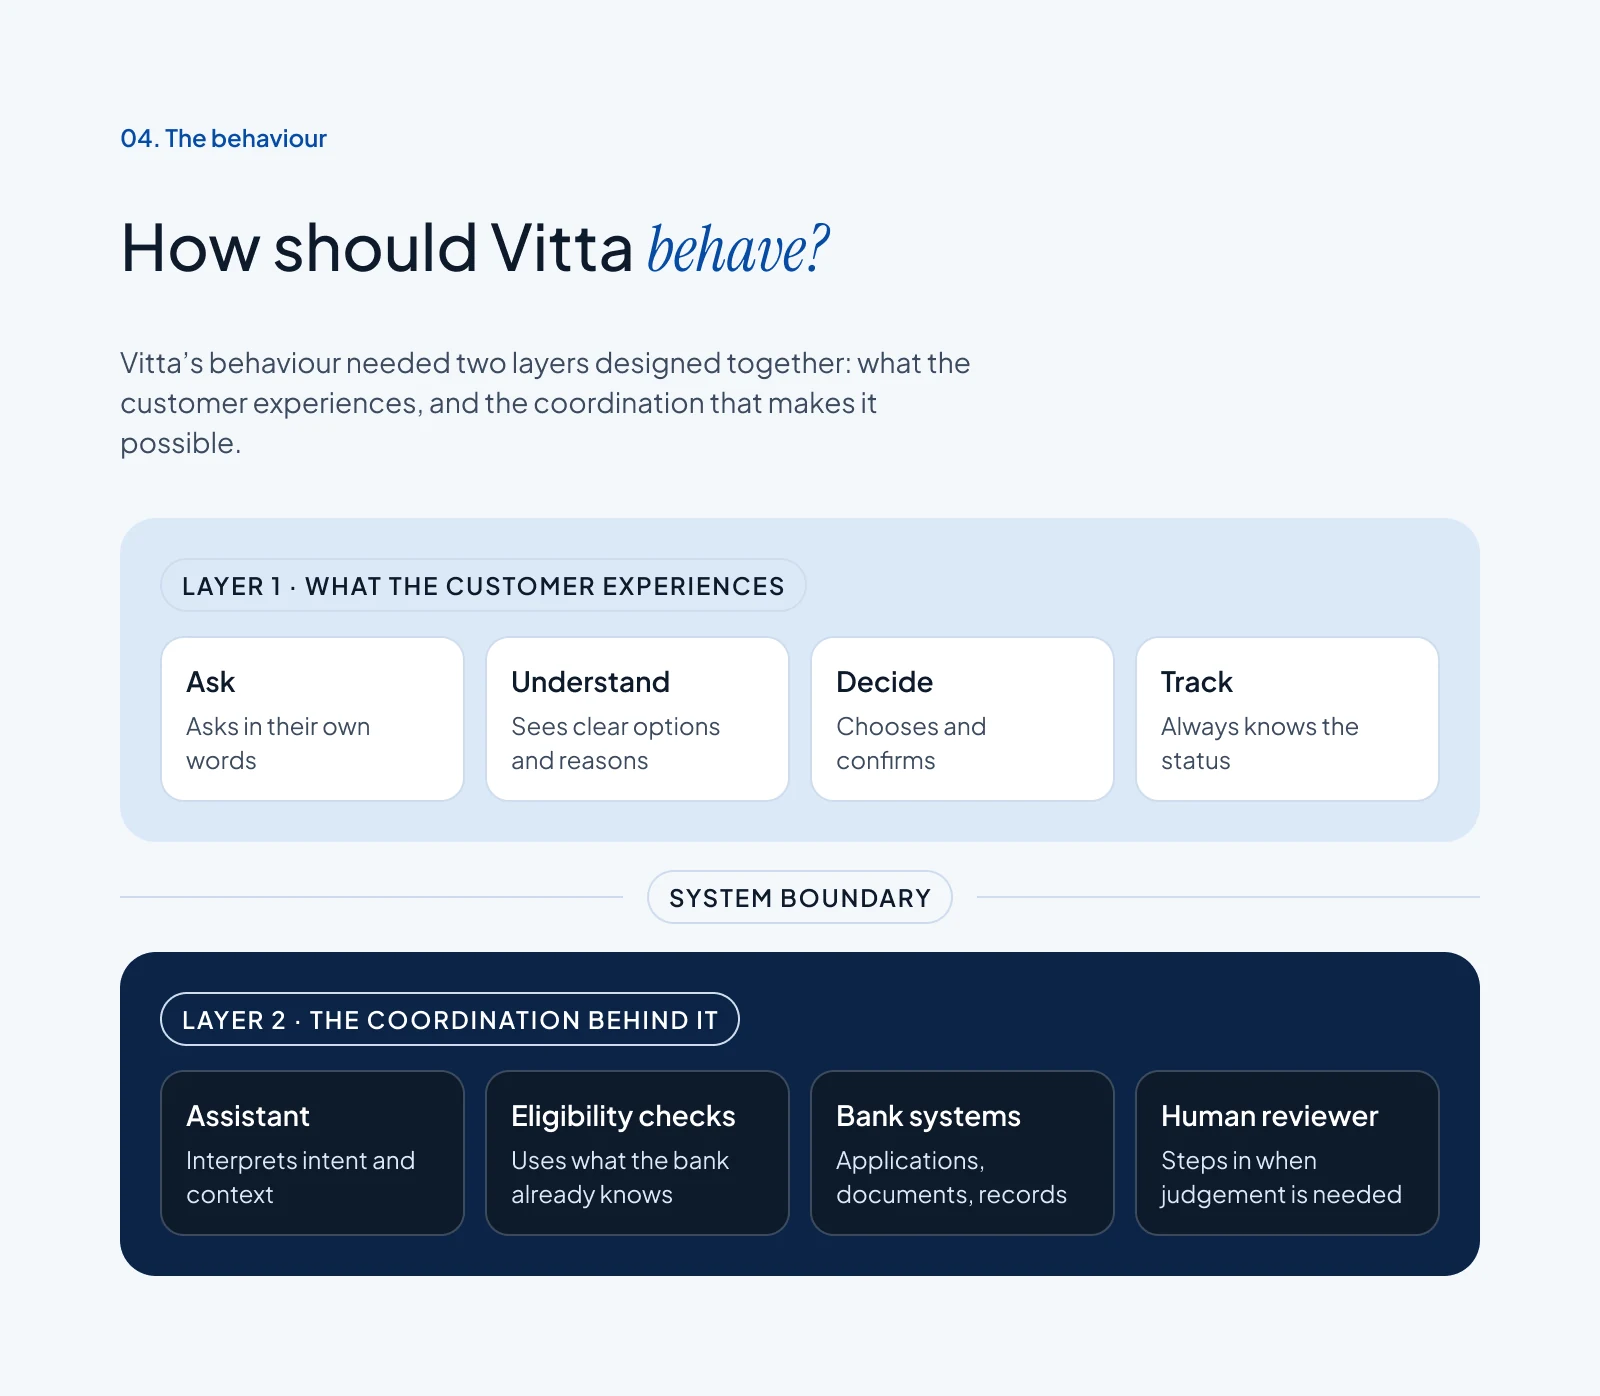 04. The behaviour
How should Vitta behave?
Vitta’s behaviour needed two layers designed together: what the
customer experiences, and the coordination that makes it
possible.
LAYER 1 · WHAT THE CUSTOMER EXPERIENCES
Ask
Asks in their own
words
Understand
Sees clear options
and reasons
Decide
Chooses and
confirms
Track
Always knows the
status
SYSTEM BOUNDARY
LAYER 2 · THE COORDINATION BEHIND IT
Assistant
Interprets intent and
context
Eligibility checks
Uses what the bank
already knows
Bank systems
Applications,
documents, records
Human reviewer
Steps in when
judgement is needed